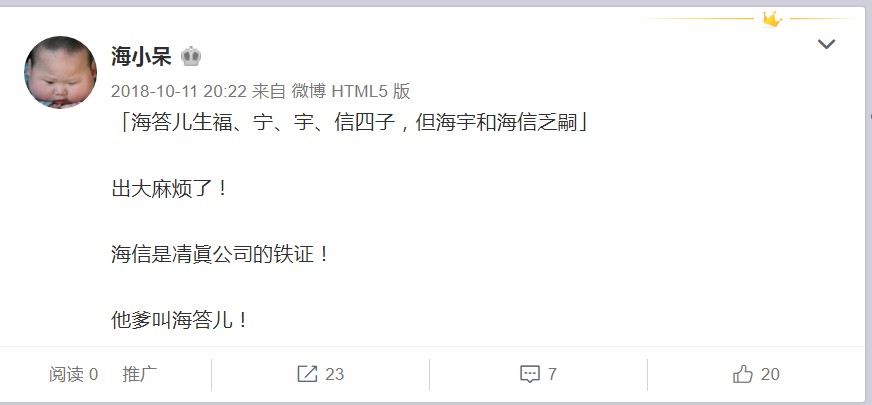 海小呆
2018-10-11 20:22 来自 微博 HTML5 版
「海答儿生福、宁、宇、信四子，但海宇和海信乏嗣」
出大麻烦了！
海信是凊眞公司的铁证！
他爹叫海答儿！
阅读 0 推广 23 7 20